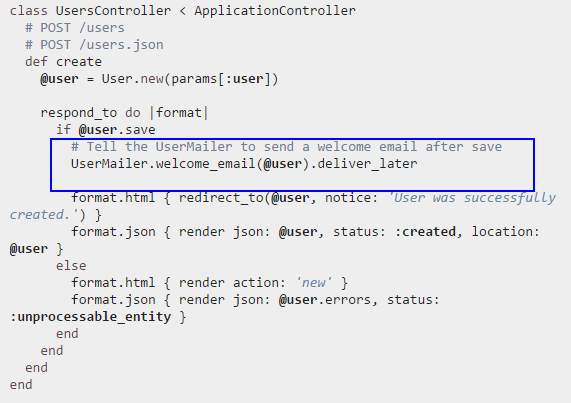 class UsersController < ApplicationController
# POST /users
# POST /users.json
def create
@user = User.new(params[:user])
respond_to do |format|
if @user.save
# Tell the UserMailer to send a welcome email after save
UserMailer.welcome_email(@user).deliver_later
format.html { redirect_to(@user, notice: 'User was successfully
created.') }
format.json { render json: @user, status: :created, location:
@user }
else
format.html { render action: 'new' }
format.json { render json: @user.errors, status:
:unprocessable_entity }
end
end
end
end